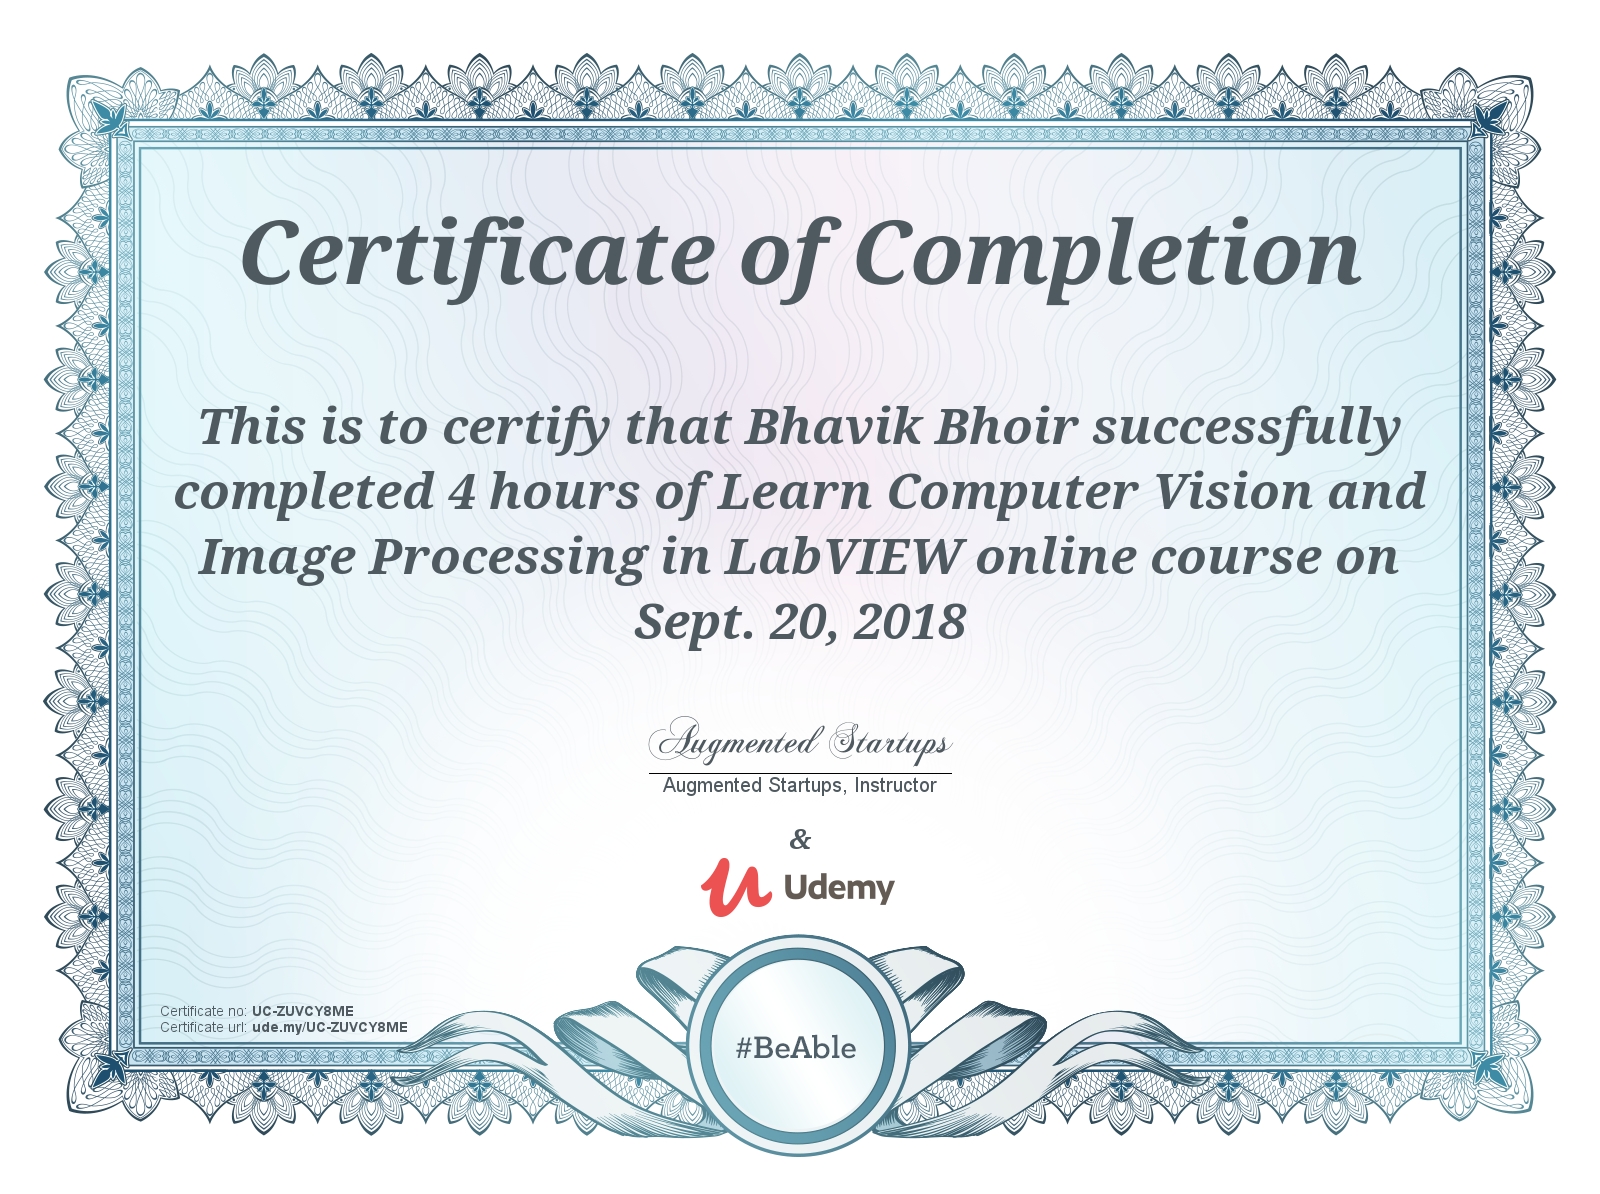 Certificate of Completion
This is to certify that Bhavik Bhoir successfully
completed 4 hours of Learn Computer Vision and
Image Processing in LabVIEW online course on
Sept. 20, 2018
Augmented Startups
Augmented Startups, Instructor
&
Udemy
Certificate no: UC-ZUVCY8ME
Certificate url: ude.my/UC-ZUVCY8ME
#BeAble